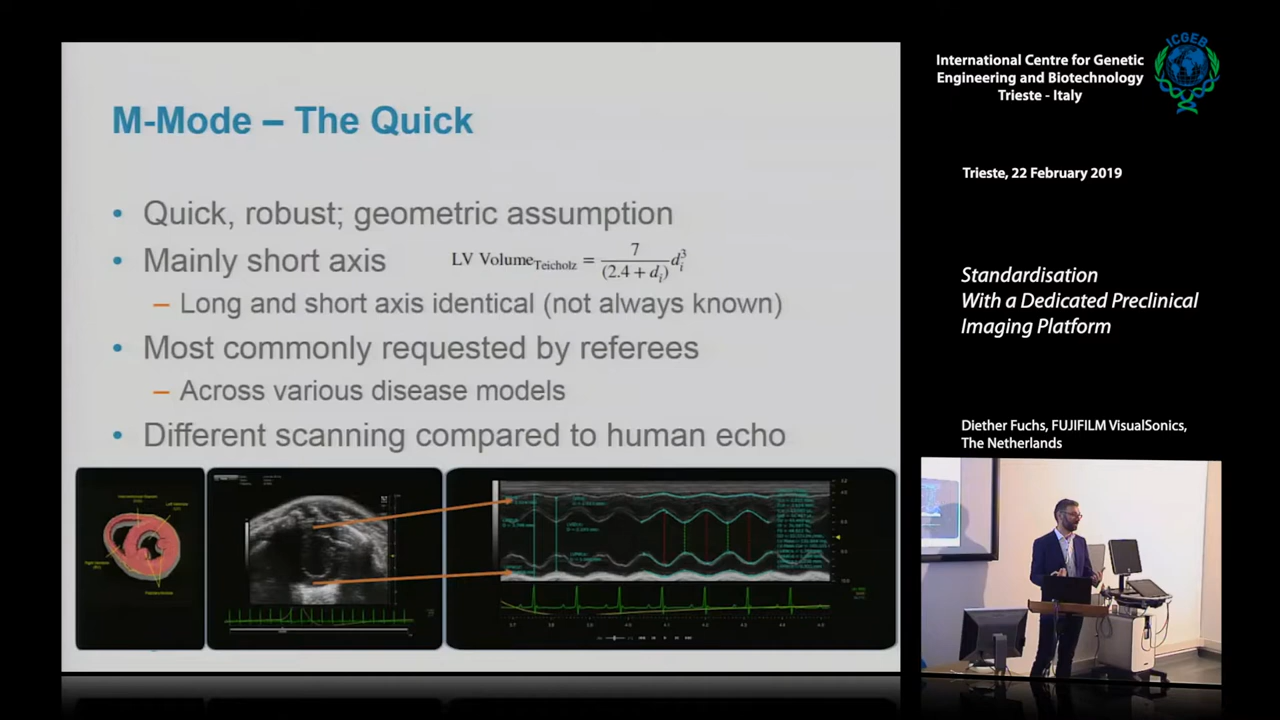 M-Mode – The Quick
• Quick, robust; geometric assumption
• Mainly short axis
LV Volume_Teicholz = 7 / (2.4 + d_i) d_i^3
– Long and short axis identical (not always known)
• Most commonly requested by referees
– Across various disease models
• Different scanning compared to human echo
International Centre for Genetic
Engineering and Biotechnology
Trieste - Italy
ICGEB
Trieste, 22 February 2019
Standardisation
With a Dedicated Preclinical
Imaging Platform
Diether Fuchs, FUJIFILM VisualSonics,
The Netherlands